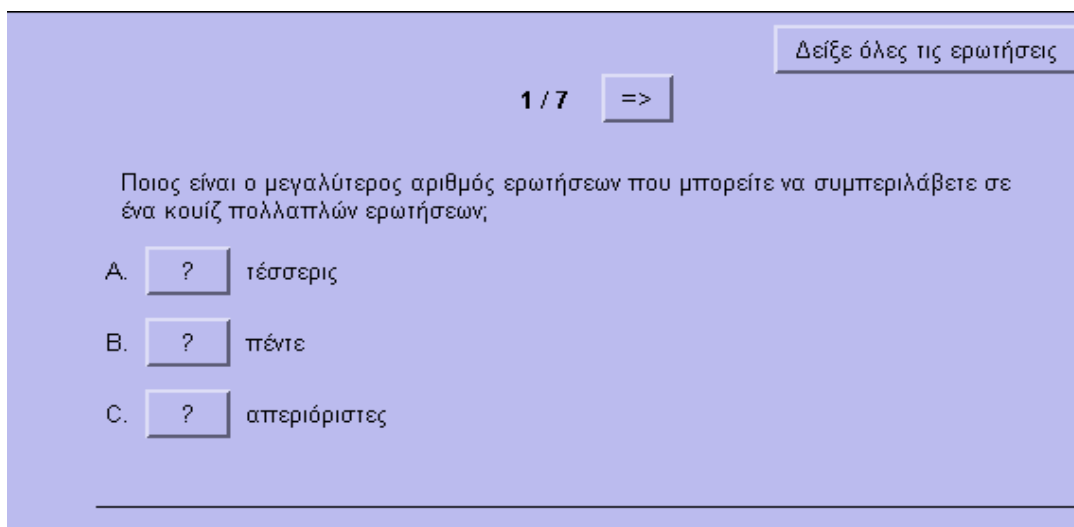 Δείξε όλες τις ερωτήσεις
1 / 7 =>
Ποιος είναι ο μεγαλύτερος αριθμός ερωτήσεων που μπορείτε να συμπεριλάβετε σε
ένα κουίζ πολλαπλών ερωτήσεων;
A. ? τέσσερις
B. ? πέντε
C. ? απεριόριστες